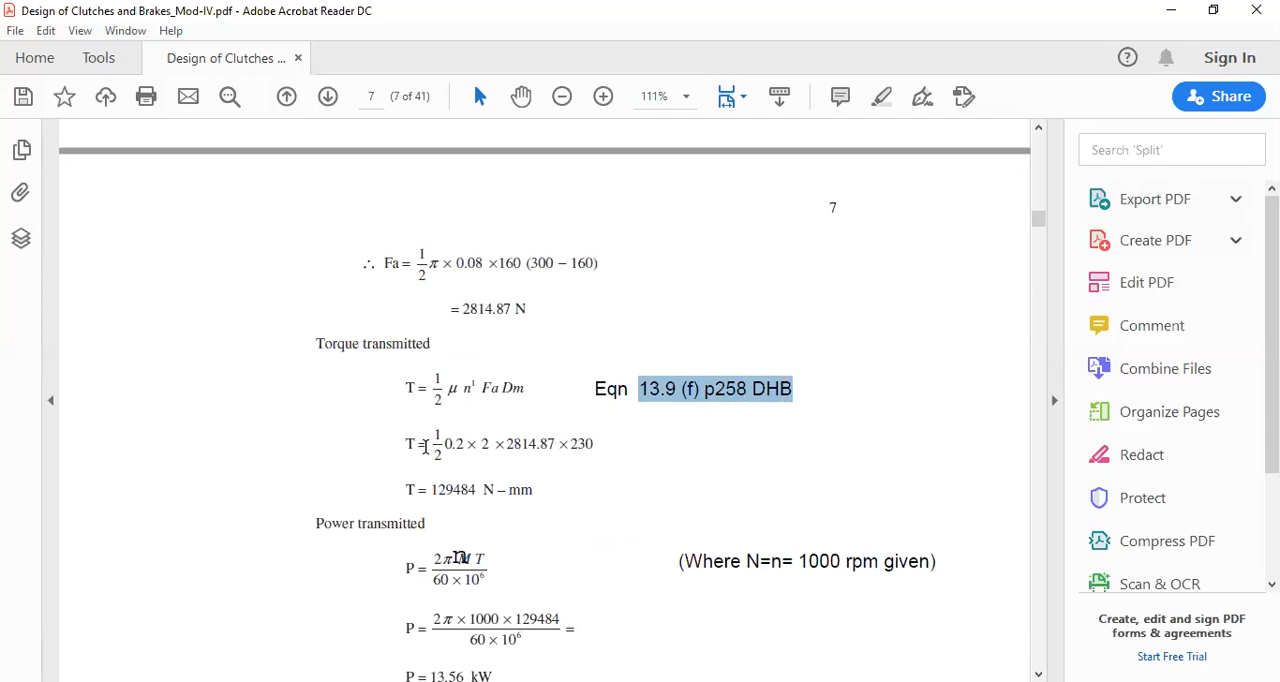 Design of Clutches and Brakes_Mod-IV.pdf - Adobe Acrobat Reader DC
File Edit View Window Help
Home Tools Design of Clutches ... × Sign In
7 (7 of 41) 111% Share
Search 'Split'
Export PDF
Create PDF
Edit PDF
Comment
Combine Files
Organize Pages
Redact
Protect
Compress PDF
Scan & OCR
Create, edit and sign PDF
forms & agreements
Start Free Trial
7
∴ Fa = 1/2 π × 0.08 ×160 (300 − 160)
= 2814.87 N
Torque transmitted
T = 1/2 μ n¹ Fa Dm Eqn 13.9 (f) p258 DHB
T = 1/2 0.2 × 2 ×2814.87 ×230
T = 129484 N – mm
Power transmitted
P = 2π n T / 60 × 10⁶ (Where N=n= 1000 rpm given)
P = 2π ×1000 ×129484 / 60 × 10⁶ =
P = 13.56 kW